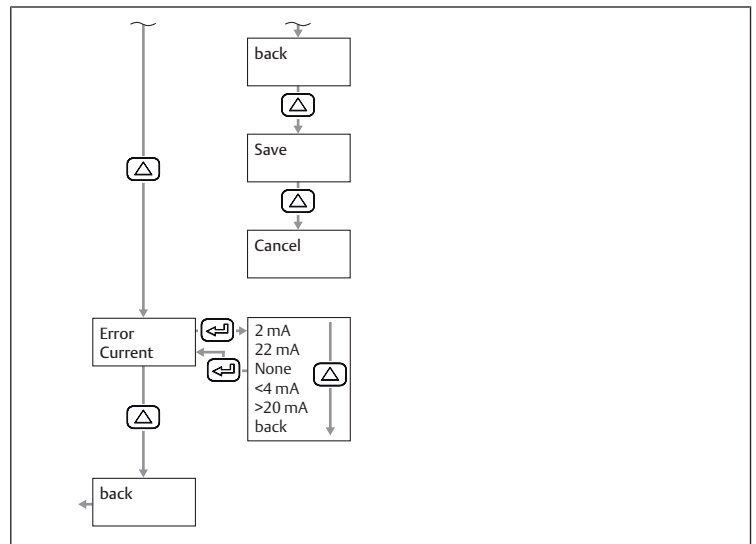 back
Save
Cancel
Error
Current
2 mA
22 mA
None
<4 mA
>20 mA
back
back